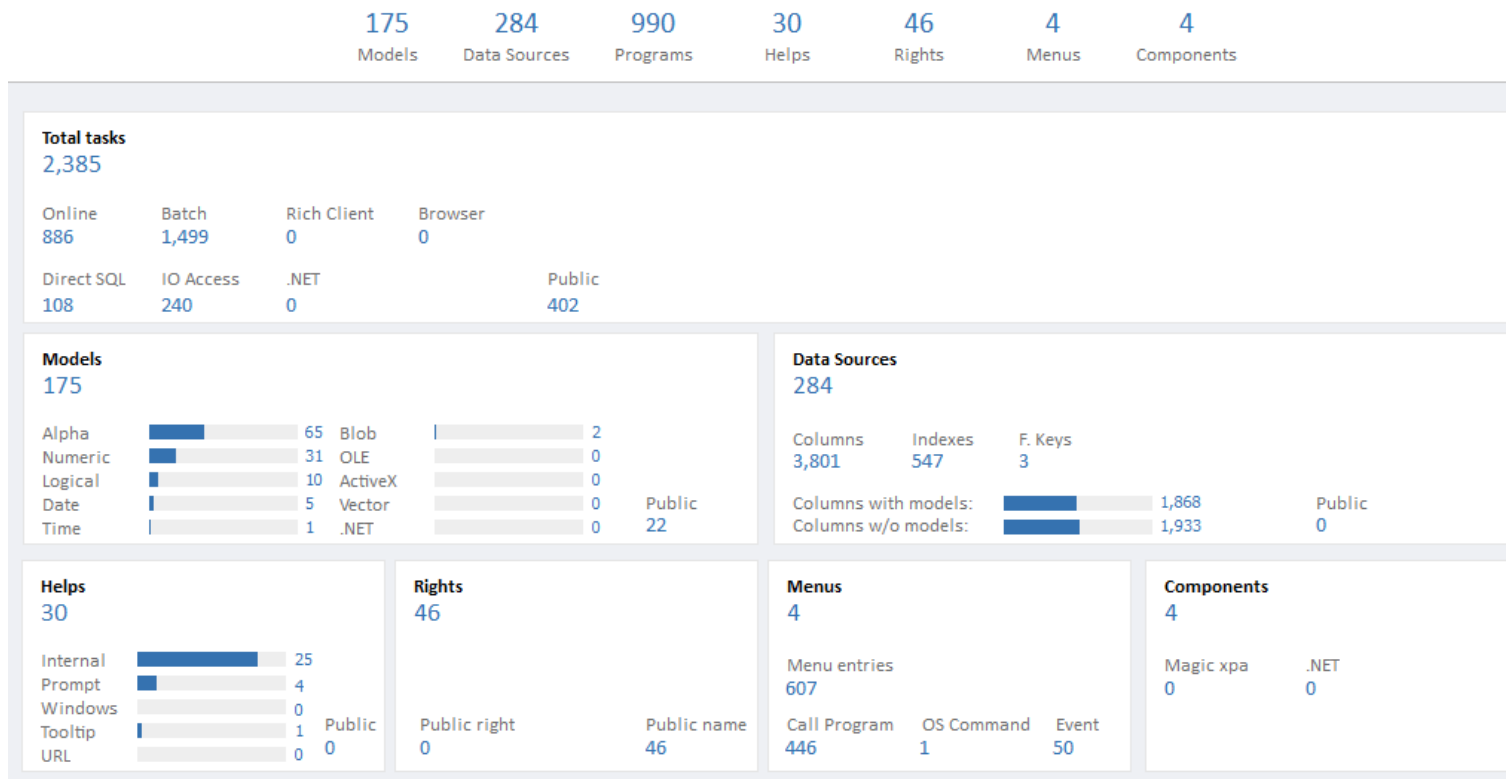 175 284 990 30 46 4 4
Models Data Sources Programs Helps Rights Menus Components
Total tasks
2,385
Online Batch Rich Client Browser
886 1,499 0 0
Direct SQL IO Access .NET Public
108 240 0 402
Models
175
Alpha 65 Blob 2
Numeric 31 OLE 0
Logical 10 ActiveX 0
Date 5 Vector 0 Public
Time 1 .NET 0 22
Data Sources
284
Columns Indexes F. Keys
3,801 547 3
Columns with models: 1,868 Public
Columns w/o models: 1,933 0
Helps
30
Internal 25
Prompt 4
Windows 0
Tooltip 1 Public
URL 0 0
Rights
46
Public right Public name
0 46
Menus
4
Menu entries
607
Call Program OS Command Event
446 1 50
Components
4
Magic xpa .NET
0 0